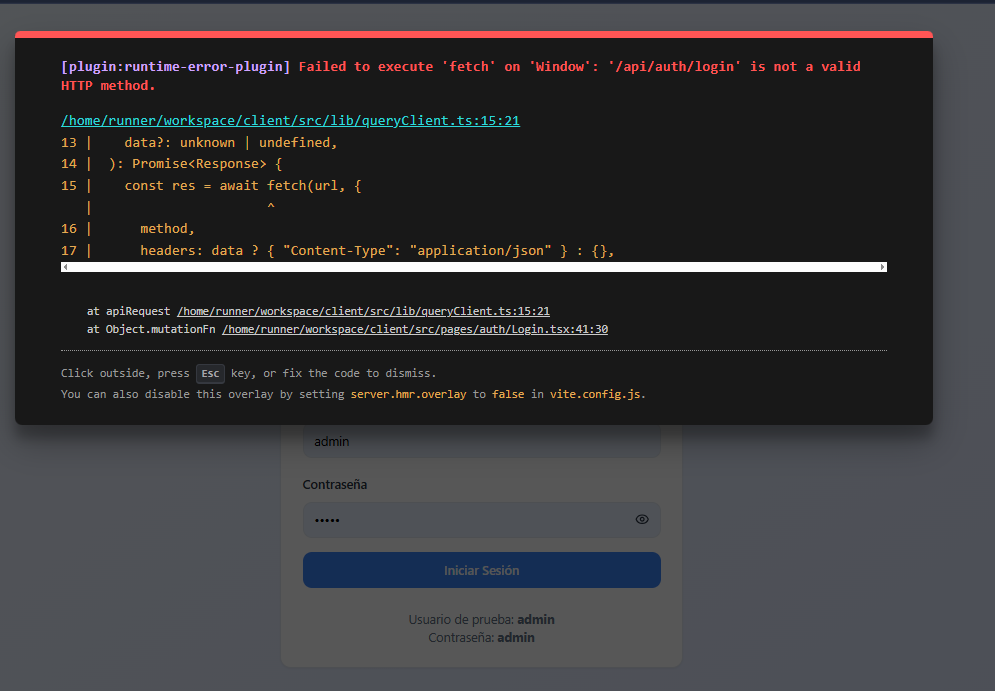 [plugin:runtime-error-plugin] Failed to execute 'fetch' on 'Window': '/api/auth/login' is not a valid
HTTP method.
/home/runner/workspace/client/src/lib/queryClient.ts:15:21
13 |    data?: unknown | undefined,
14 |  ): Promise<Response> {
15 |    const res = await fetch(url, {
   |                      ^
16 |      method,
17 |      headers: data ? { "Content-Type": "application/json" } : {},
at apiRequest /home/runner/workspace/client/src/lib/queryClient.ts:15:21
at Object.mutationFn /home/runner/workspace/client/src/pages/auth/Login.tsx:41:30
Click outside, press Esc key, or fix the code to dismiss.
You can also disable this overlay by setting server.hmr.overlay to false in vite.config.js.
admin
Contraseña
•••••
Iniciar Sesión
Usuario de prueba: admin
Contraseña: admin